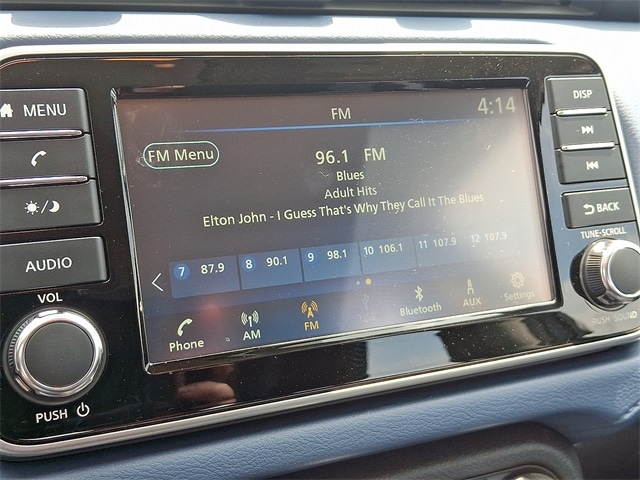 MENU
AUDIO
VOL
PUSH
FM
4:14
FM Menu
96.1 FM
Blues
Adult Hits
Elton John - I Guess That's Why They Call It The Blues
7 87.9 8 90.1 9 98.1 10 106.1 11 107.9 12 107.9
Phone AM FM USB Bluetooth AUX Settings
DISP
BACK
TUNE·SCROLL
PUSH SOUND